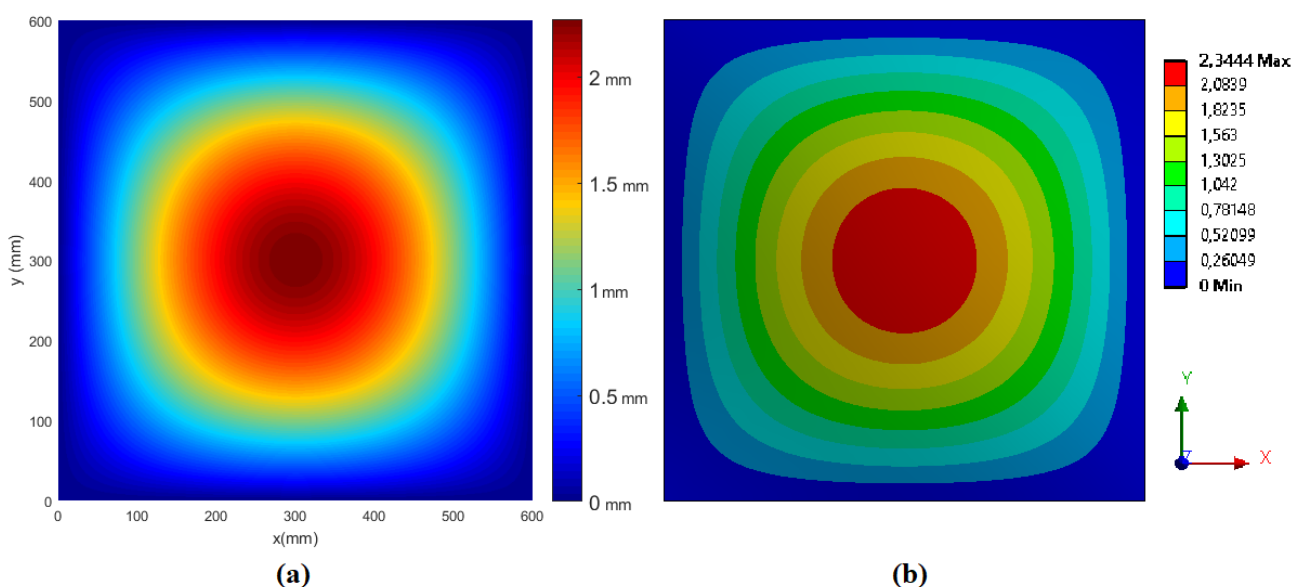 600
500
400
300
200
100
0
y (mm)
0 100 200 300 400 500 600
x(mm)
2 mm
1.5 mm
1 mm
0.5 mm
0 mm
(a)
2,3444 Max
2,0839
1,8235
1,563
1,3025
1,042
0,78148
0,52099
0,26049
0 Min
Y
Z
X
(b)